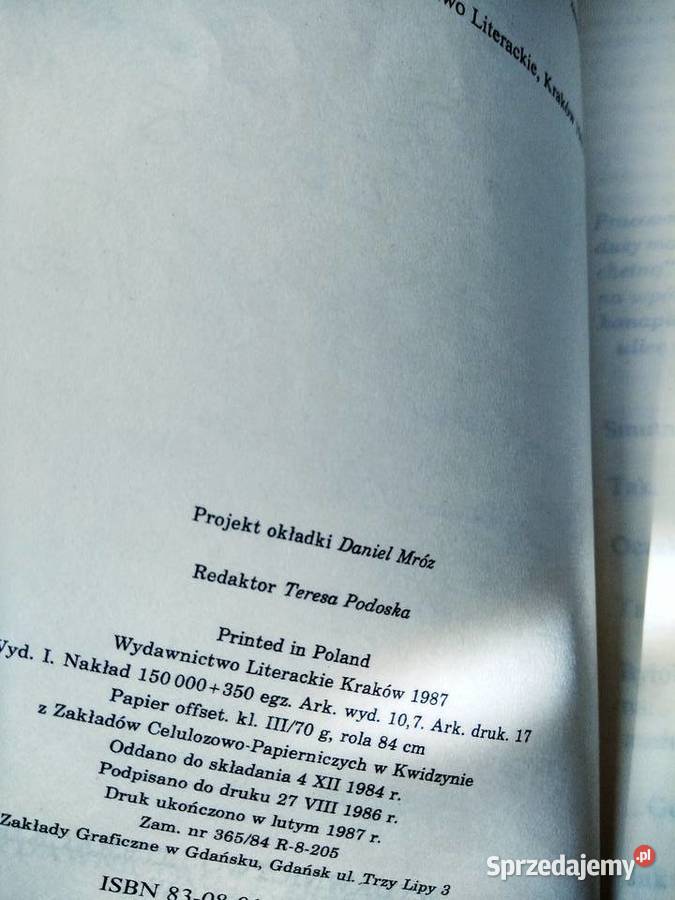 Literackie, Kraków
Projekt okładki Daniel Mróz
Redaktor Teresa Podoska
Printed in Poland
Wydawnictwo Literackie Kraków 1987
Wyd. I. Nakład 150 000+350 egz. Ark. wyd. 10,7. Ark. druk. 17
Papier offset. kl. III/70 g, rola 84 cm
z Zakładów Celulozowo-Papierniczych w Kwidzynie
Oddano do składania 4 XII 1984 r.
Podpisano do druku 27 VIII 1986 r.
Druk ukończono w lutym 1987 r.
Zam. nr 365/84 R-8-205
Zakłady Graficzne w Gdańsku, Gdańsk ul. Trzy Lipy 3
ISBN 83-08-
Sprzedajemy.pl